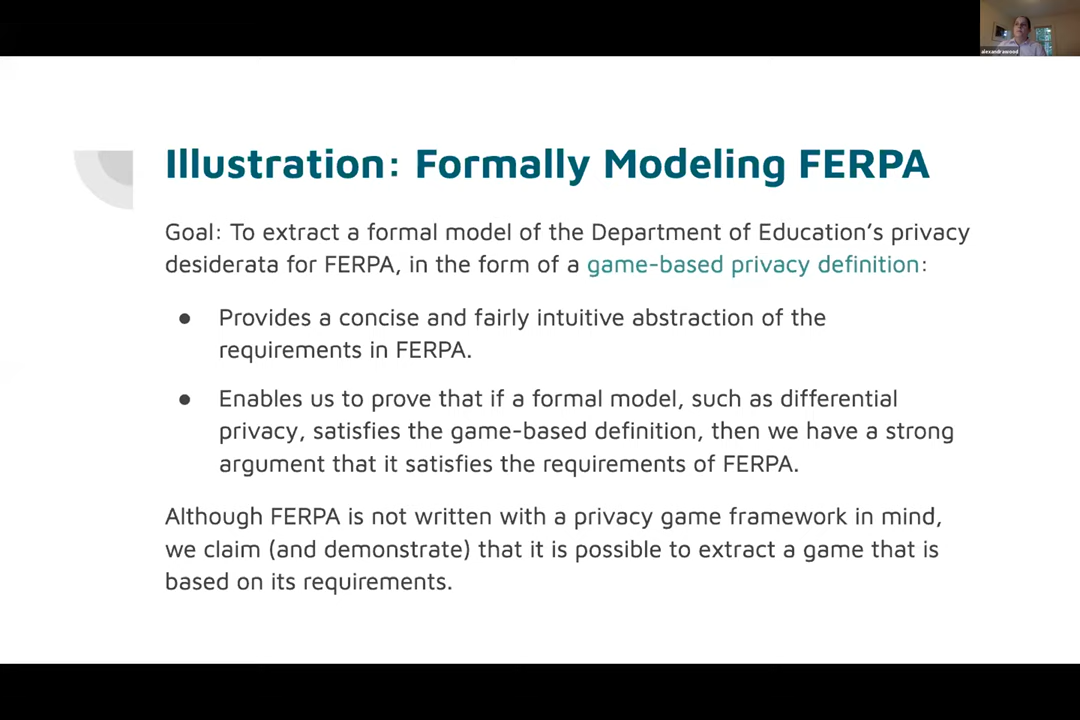 alexandrawood
Illustration: Formally Modeling FERPA
Goal: To extract a formal model of the Department of Education’s privacy
desiderata for FERPA, in the form of a game-based privacy definition:
● Provides a concise and fairly intuitive abstraction of the
requirements in FERPA.
● Enables us to prove that if a formal model, such as differential
privacy, satisfies the game-based definition, then we have a strong
argument that it satisfies the requirements of FERPA.
Although FERPA is not written with a privacy game framework in mind,
we claim (and demonstrate) that it is possible to extract a game that is
based on its requirements.